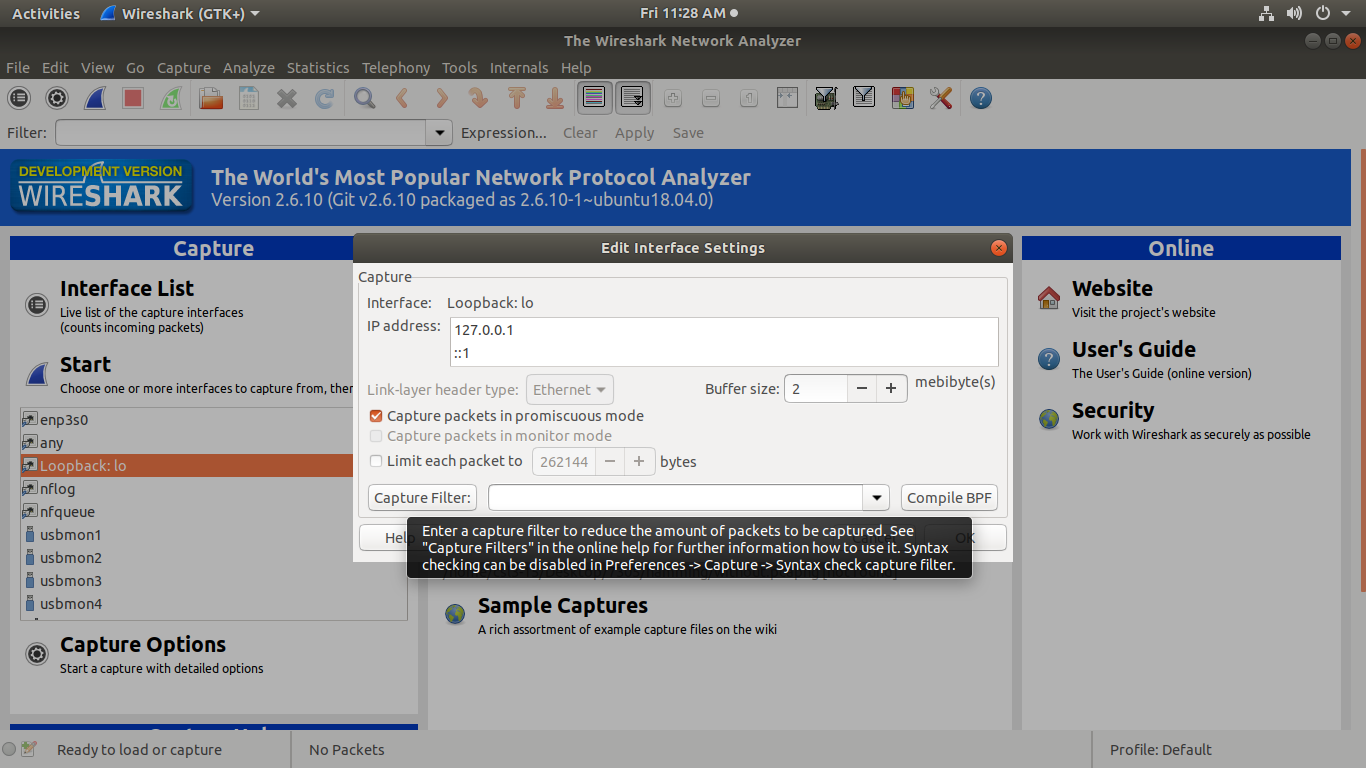 Activities
Wireshark (GTK+)
Fri 11:28 AM
The Wireshark Network Analyzer
File Edit View Go Capture Analyze Statistics Telephony Tools Internals Help
Filter:
Expression... Clear Apply Save
DEVELOPMENT VERSION
WIRESHARK
The World's Most Popular Network Protocol Analyzer
Version 2.6.10 (Git v2.6.10 packaged as 2.6.10-1~ubuntu18.04.0)
Capture
Interface List
Live list of the capture interfaces
(counts incoming packets)
Start
Choose one or more interfaces to capture from, then
enp3s0
any
Loopback: lo
nflog
nfqueue
usbmon1
usbmon2
usbmon3
usbmon4
Capture Options
Start a capture with detailed options
Edit Interface Settings
Capture
Interface: Loopback: lo
IP address:
127.0.0.1
::1
Link-layer header type: Ethernet
Buffer size: 2 mebibyte(s)
Capture packets in promiscuous mode
Capture packets in monitor mode
Limit each packet to 262144 bytes
Capture Filter:
Compile BPF
Help
OK
Enter a capture filter to reduce the amount of packets to be captured. See
"Capture Filters" in the online help for further information how to use it. Syntax
checking can be disabled in Preferences -> Capture -> Syntax check capture filter.
Sample Captures
A rich assortment of example capture files on the wiki
Online
Website
Visit the project's website
User's Guide
The User's Guide (online version)
Security
Work with Wireshark as securely as possible
Ready to load or capture
No Packets
Profile: Default